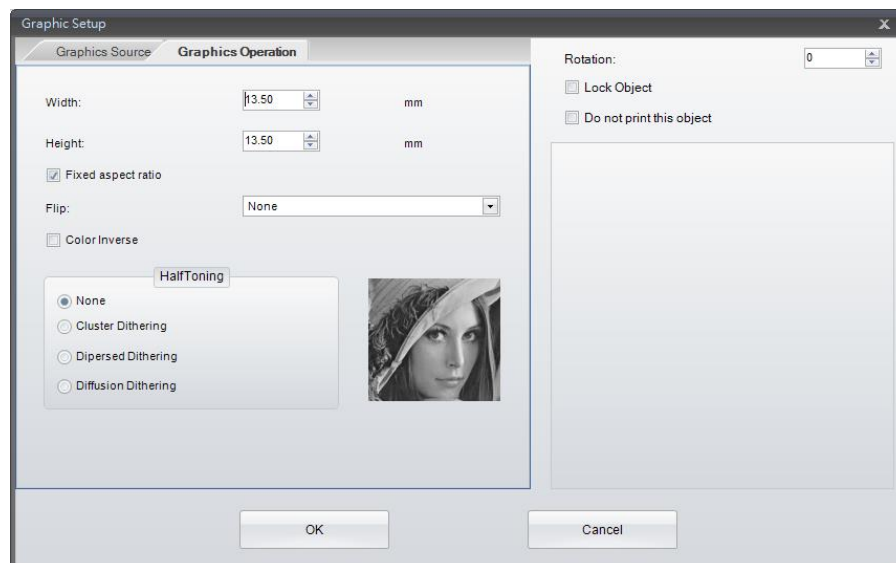 Graphic Setup
X
Graphics Source
Graphics Operation
Width:
13.50
mm
Height:
13.50
mm
Fixed aspect ratio
Flip:
None
Color Inverse
HalfToning
None
Cluster Dithering
Dipersed Dithering
Diffusion Dithering
Rotation:
0
Lock Object
Do not print this object
OK
Cancel